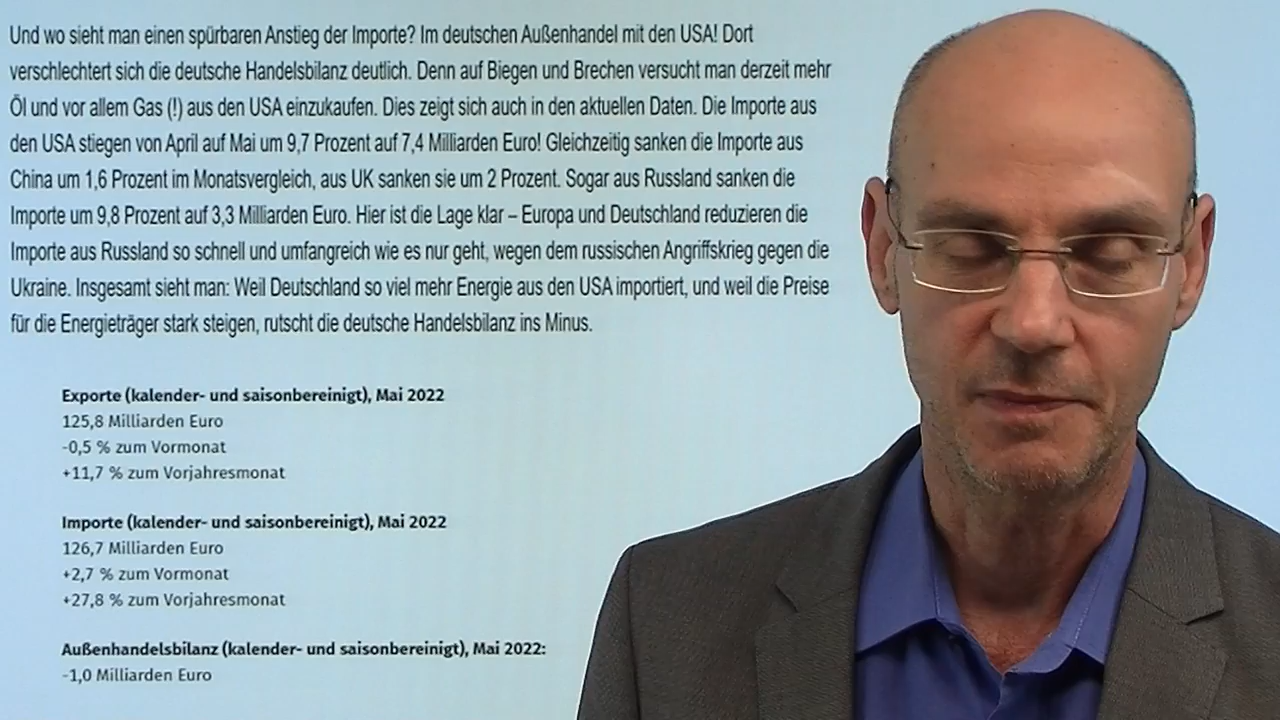 Und wo sieht man einen spürbaren Anstieg der Importe? Im deutschen Außenhandel mit den USA! Dort
verschlechtert sich die deutsche Handelsbilanz deutlich. Denn auf Biegen und Brechen versucht man derzeit mehr
Öl und vor allem Gas (!) aus den USA einzukaufen. Dies zeigt sich auch in den aktuellen Daten. Die Importe aus
den USA stiegen von April auf Mai um 9,7 Prozent auf 7,4 Milliarden Euro! Gleichzeitig sanken die Importe aus
China um 1,6 Prozent im Monatsvergleich, aus UK sanken sie um 2 Prozent. Sogar aus Russland sanken die
Importe um 9,8 Prozent auf 3,3 Milliarden Euro. Hier ist die Lage klar – Europa und Deutschland reduzieren die
Importe aus Russland so schnell und umfangreich wie es nur geht, wegen dem russischen Angriffskrieg gegen die
Ukraine. Insgesamt sieht man: Weil Deutschland so viel mehr Energie aus den USA importiert, und weil die Preise
für die Energieträger stark steigen, rutscht die deutsche Handelsbilanz ins Minus.
Exporte (kalender- und saisonbereinigt), Mai 2022
125,8 Milliarden Euro
-0,5 % zum Vormonat
+11,7 % zum Vorjahresmonat
Importe (kalender- und saisonbereinigt), Mai 2022
126,7 Milliarden Euro
+2,7 % zum Vormonat
+27,8 % zum Vorjahresmonat
Außenhandelsbilanz (kalender- und saisonbereinigt), Mai 2022:
-1,0 Milliarden Euro